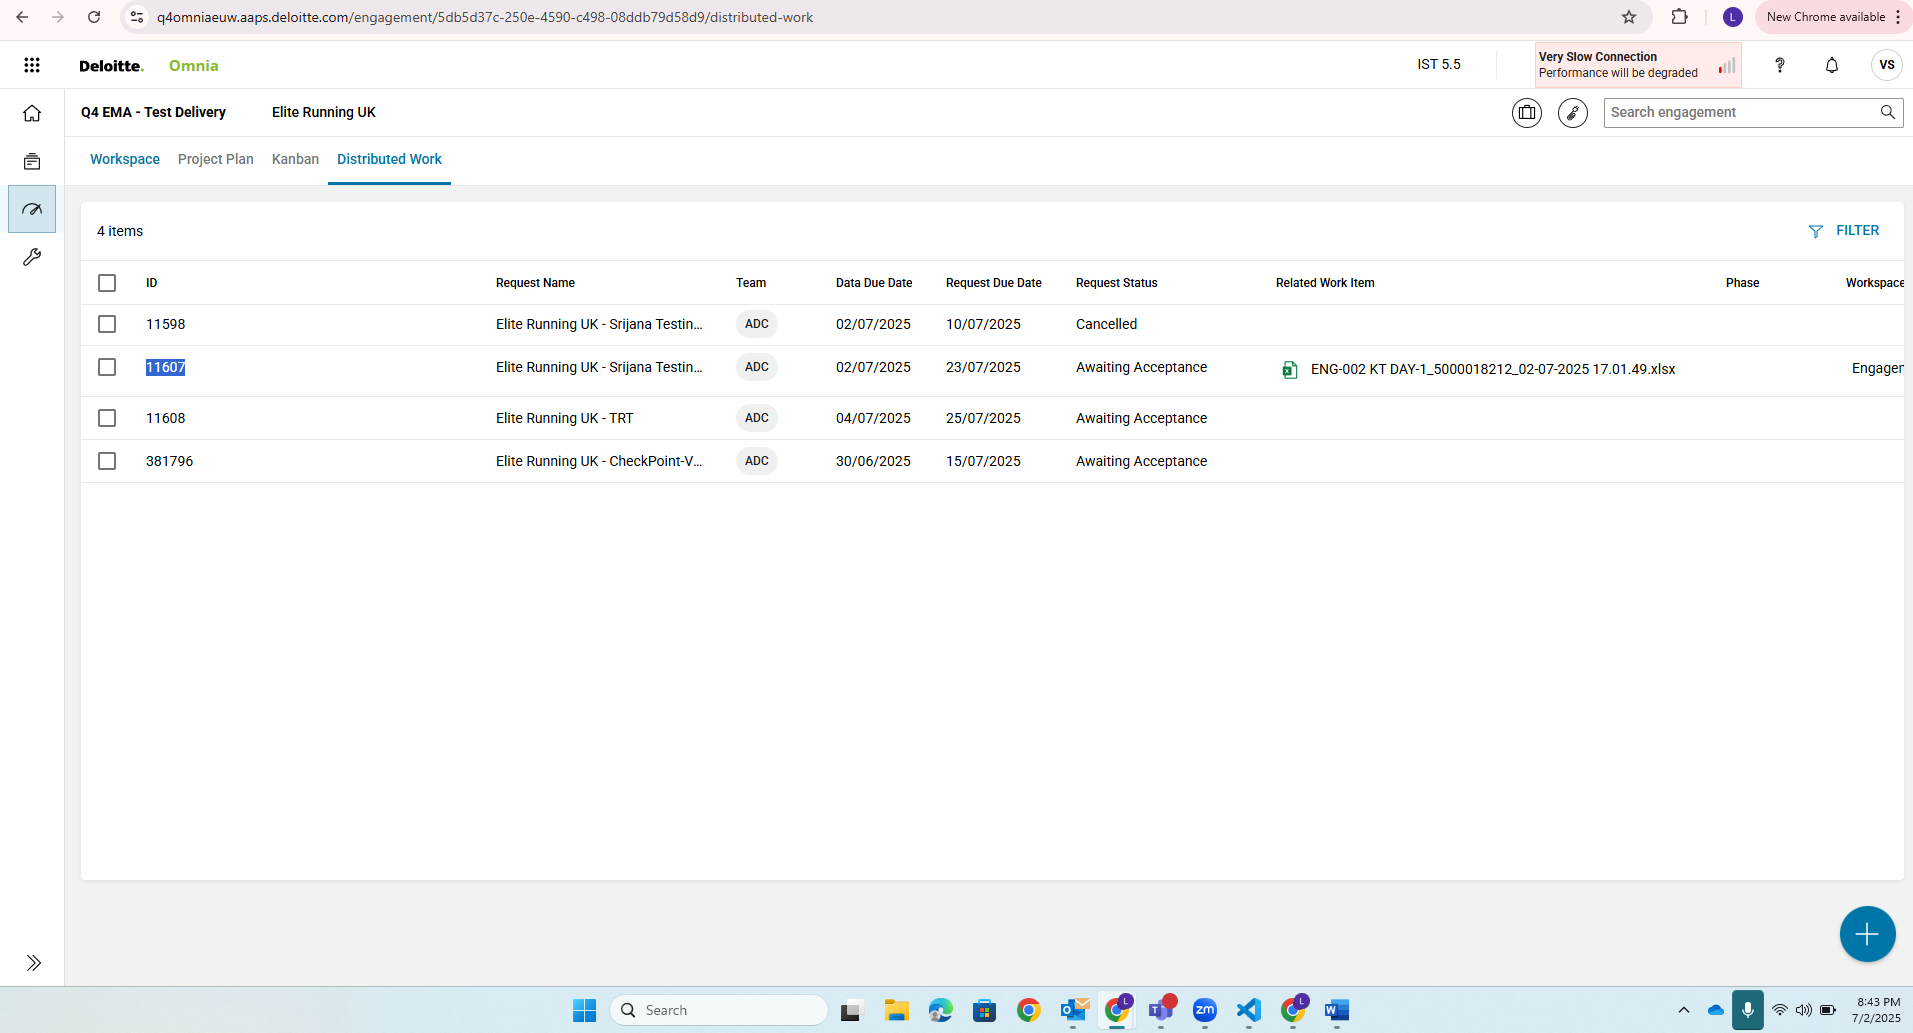 q4omniaeuw.aaps.deloitte.com/engagement/5db5d37c-250e-4590-c498-08ddb79d58d9/distributed-work
L
New Chrome available
Deloitte. Omnia
IST 5.5
Very Slow Connection
Performance will be degraded
?
VS
Q4 EMA - Test Delivery Elite Running UK
Search engagement
Workspace Project Plan Kanban Distributed Work
4 items
FILTER
ID Request Name Team Data Due Date Request Due Date Request Status Related Work Item Phase Workspace
11598 Elite Running UK - Srijana Testin... ADC 02/07/2025 10/07/2025 Cancelled
11607 Elite Running UK - Srijana Testin... ADC 02/07/2025 23/07/2025 Awaiting Acceptance ENG-002 KT DAY-1_5000018212_02-07-2025 17.01.49.xlsx Engagen
11608 Elite Running UK - TRT ADC 04/07/2025 25/07/2025 Awaiting Acceptance
381796 Elite Running UK - CheckPoint-V... ADC 30/06/2025 15/07/2025 Awaiting Acceptance
Search
L
zm
L
8:43 PM
7/2/2025